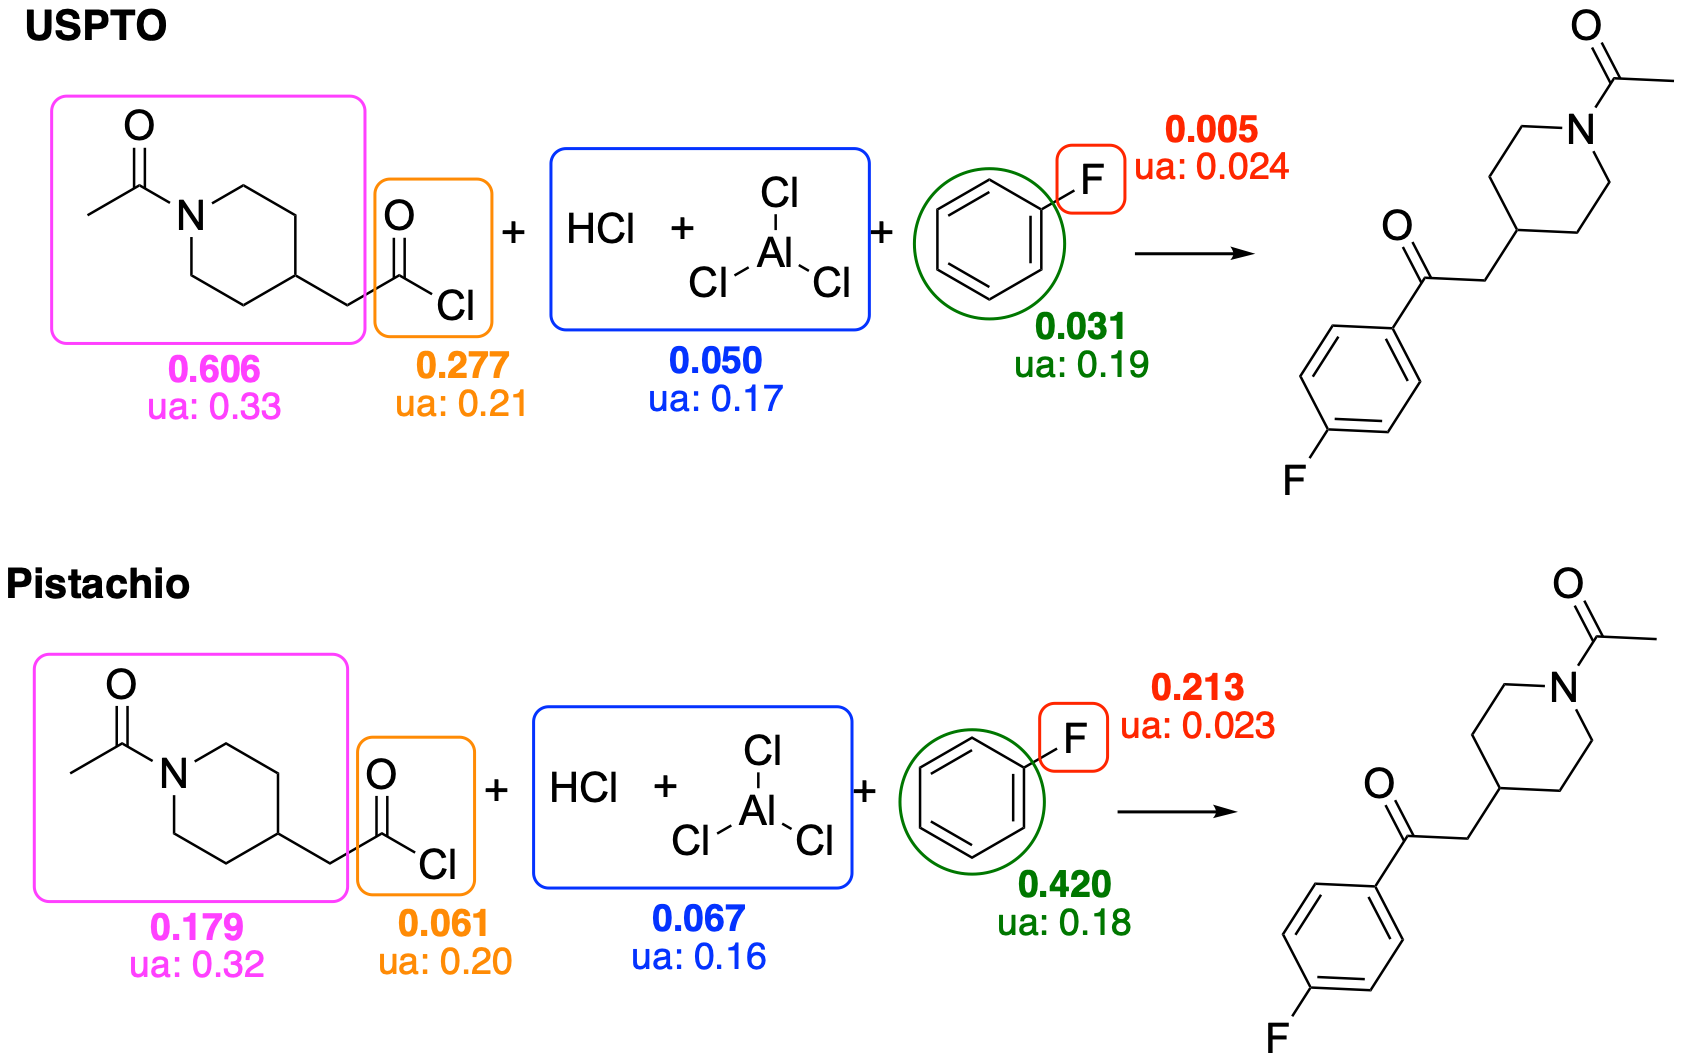 USPTO
O
N
O
Cl
+
HCl + Cl
Al
Cl Cl
+
F
0.005
ua: 0.024
0.606
ua: 0.33
0.277
ua: 0.21
0.050
ua: 0.17
0.031
ua: 0.19
O
N
O
F
Pistachio
O
N
O
Cl
+
HCl + Cl
Al
Cl Cl
+
F
0.213
ua: 0.023
0.179
ua: 0.32
0.061
ua: 0.20
0.067
ua: 0.16
0.420
ua: 0.18
O
N
O
F